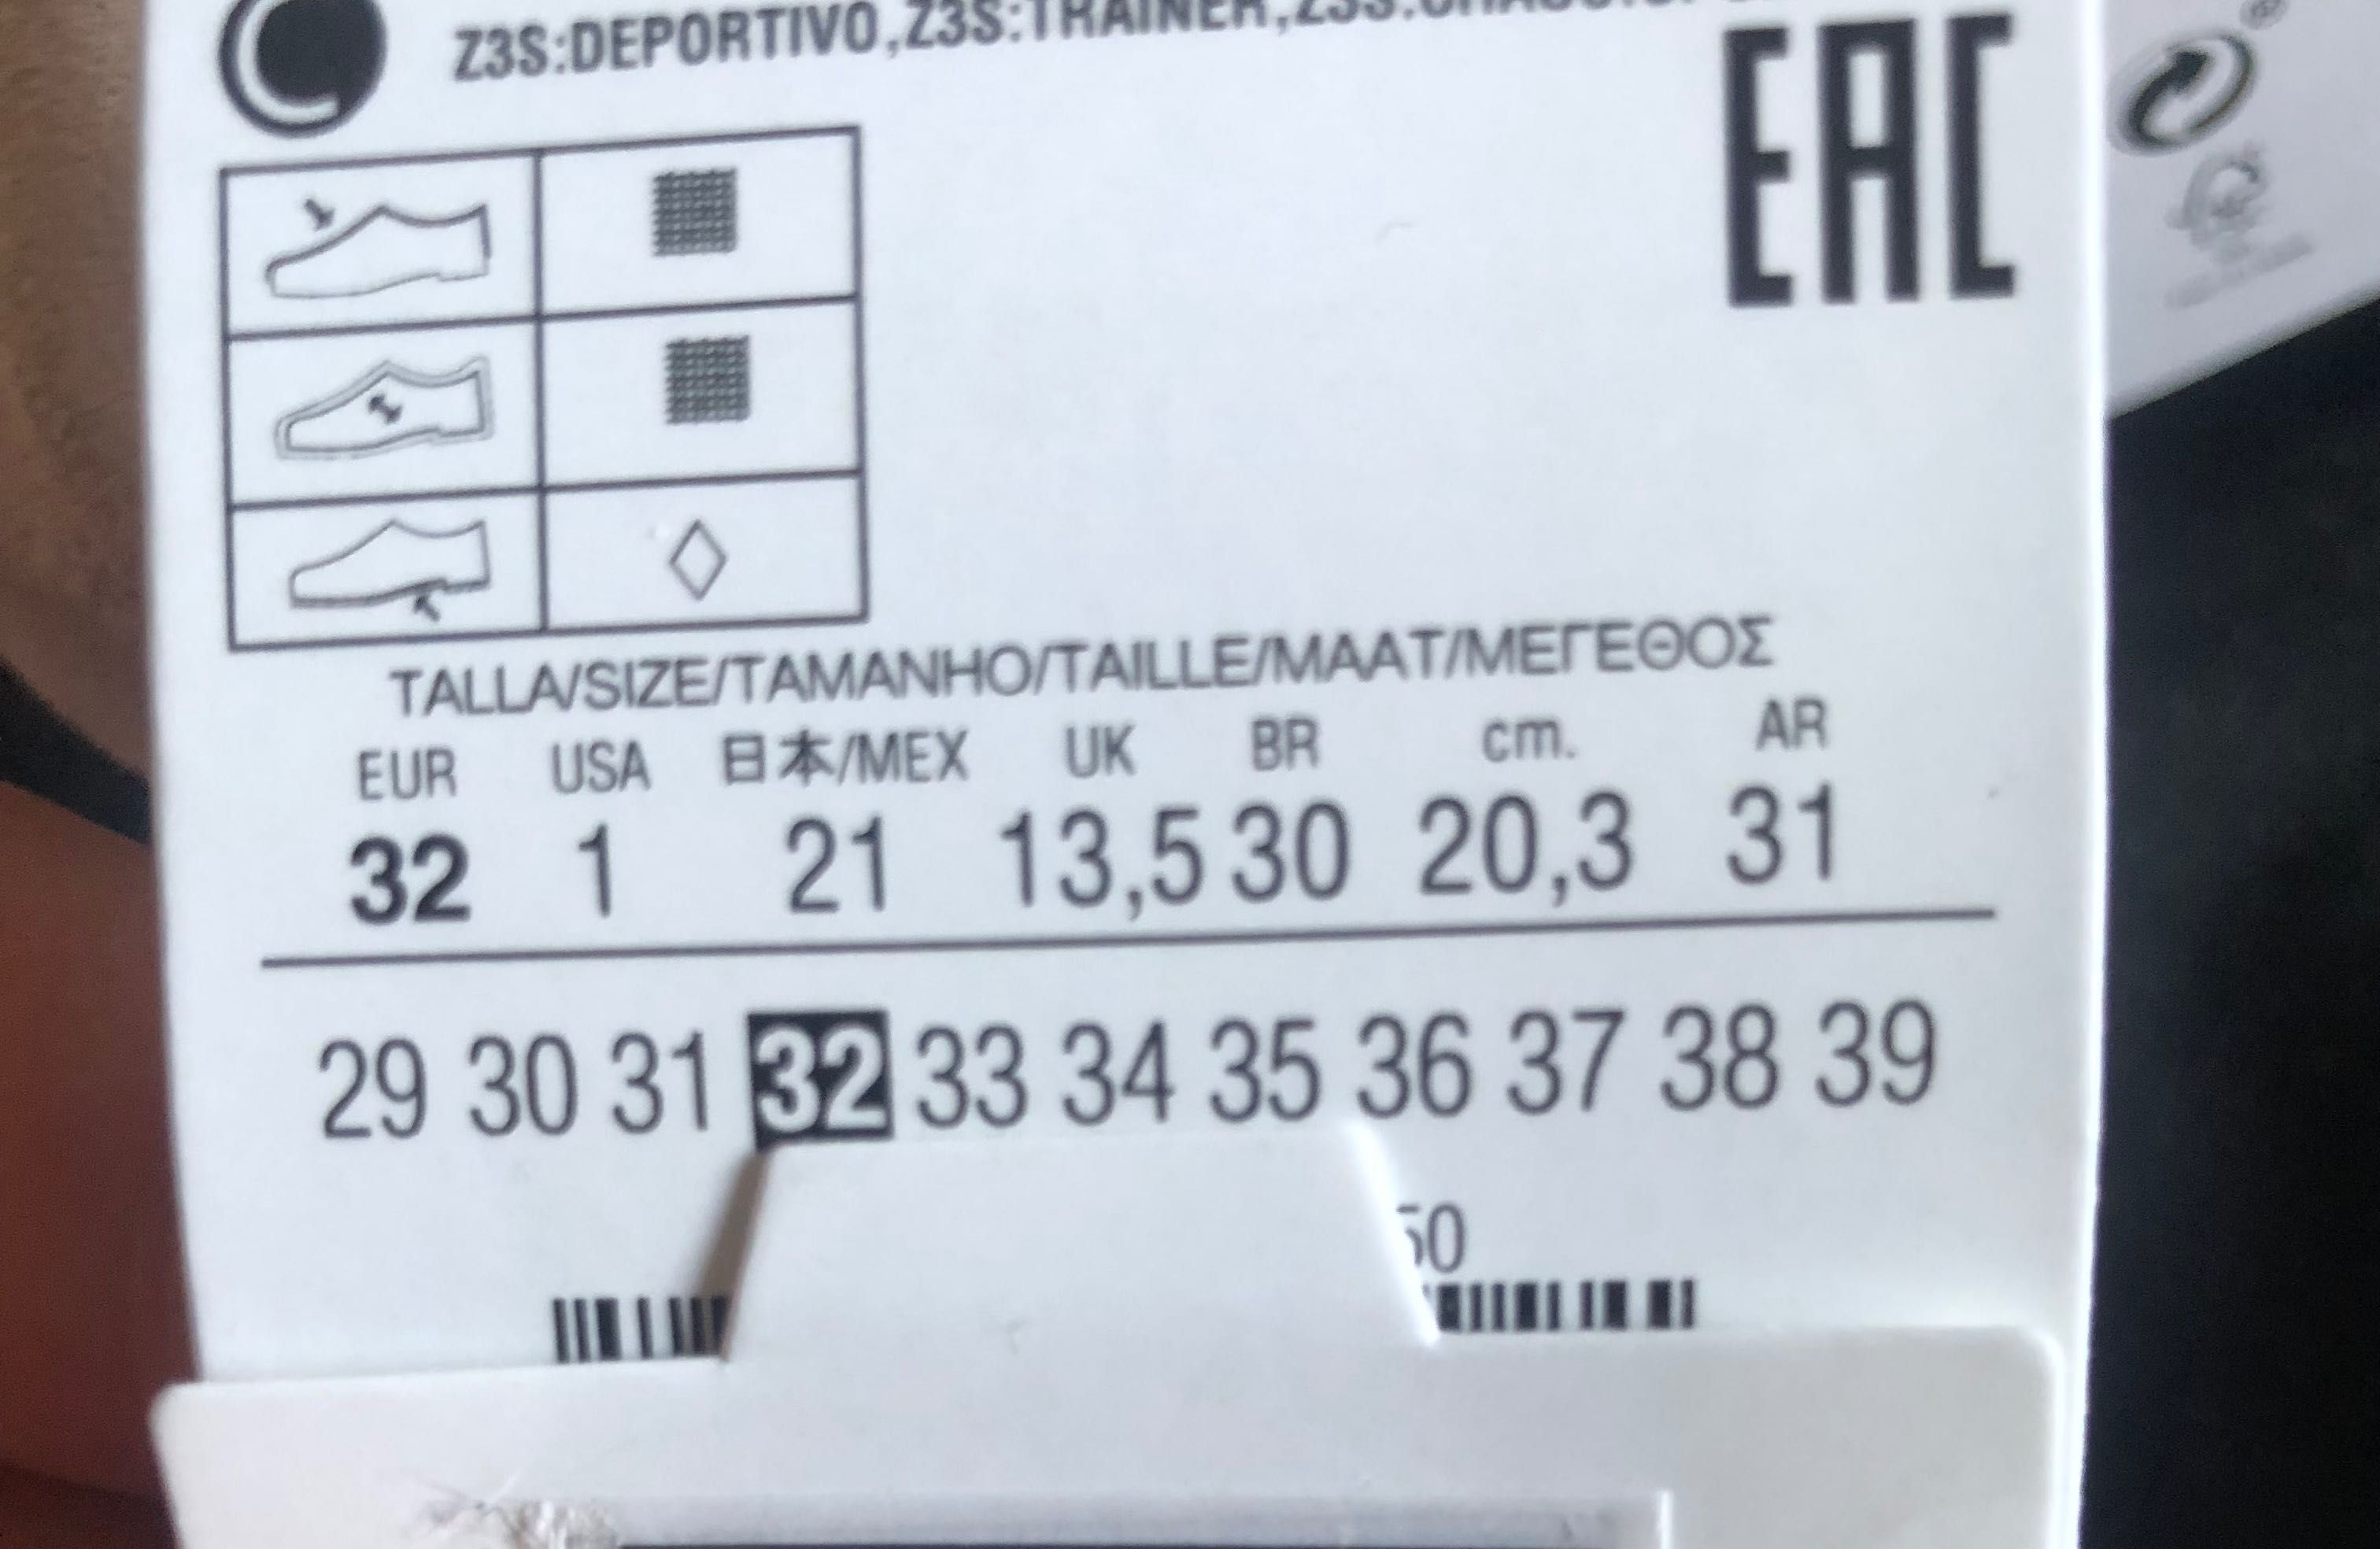 Z3S:DEPORTIVO,Z3S:TRAINER,
EAC
TALLA/SIZE/TAMANHO/TAILLE/MAAT/ΜΕΓΕΘΟΣ
EUR USA 日本/MEX UK BR cm. AR
32 1 21 13,5 30 20,3 31
29 30 31 32 33 34 35 36 37 38 39
50